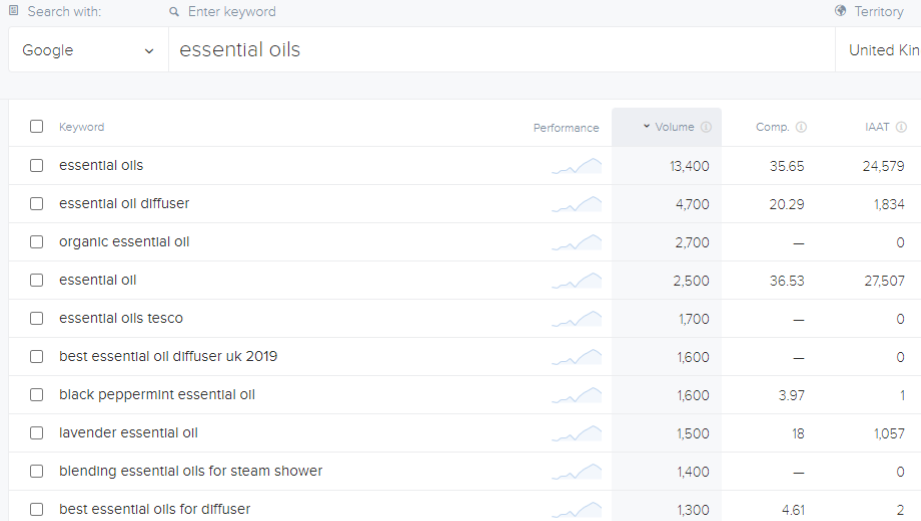 Search with: Enter keyword Territory
Google essential oils United Kin
Keyword Performance Volume Comp. IAAT
essential oils 13,400 35.65 24,579
essential oil diffuser 4,700 20.29 1,834
organic essential oil 2,700 — 0
essential oil 2,500 36.53 27,507
essential oils tesco 1,700 — 0
best essential oil diffuser uk 2019 1,600 — 0
black peppermint essential oil 1,600 3.97 1
lavender essential oil 1,500 18 1,057
blending essential oils for steam shower 1,400 — 0
best essential oils for diffuser 1,300 4.61 2